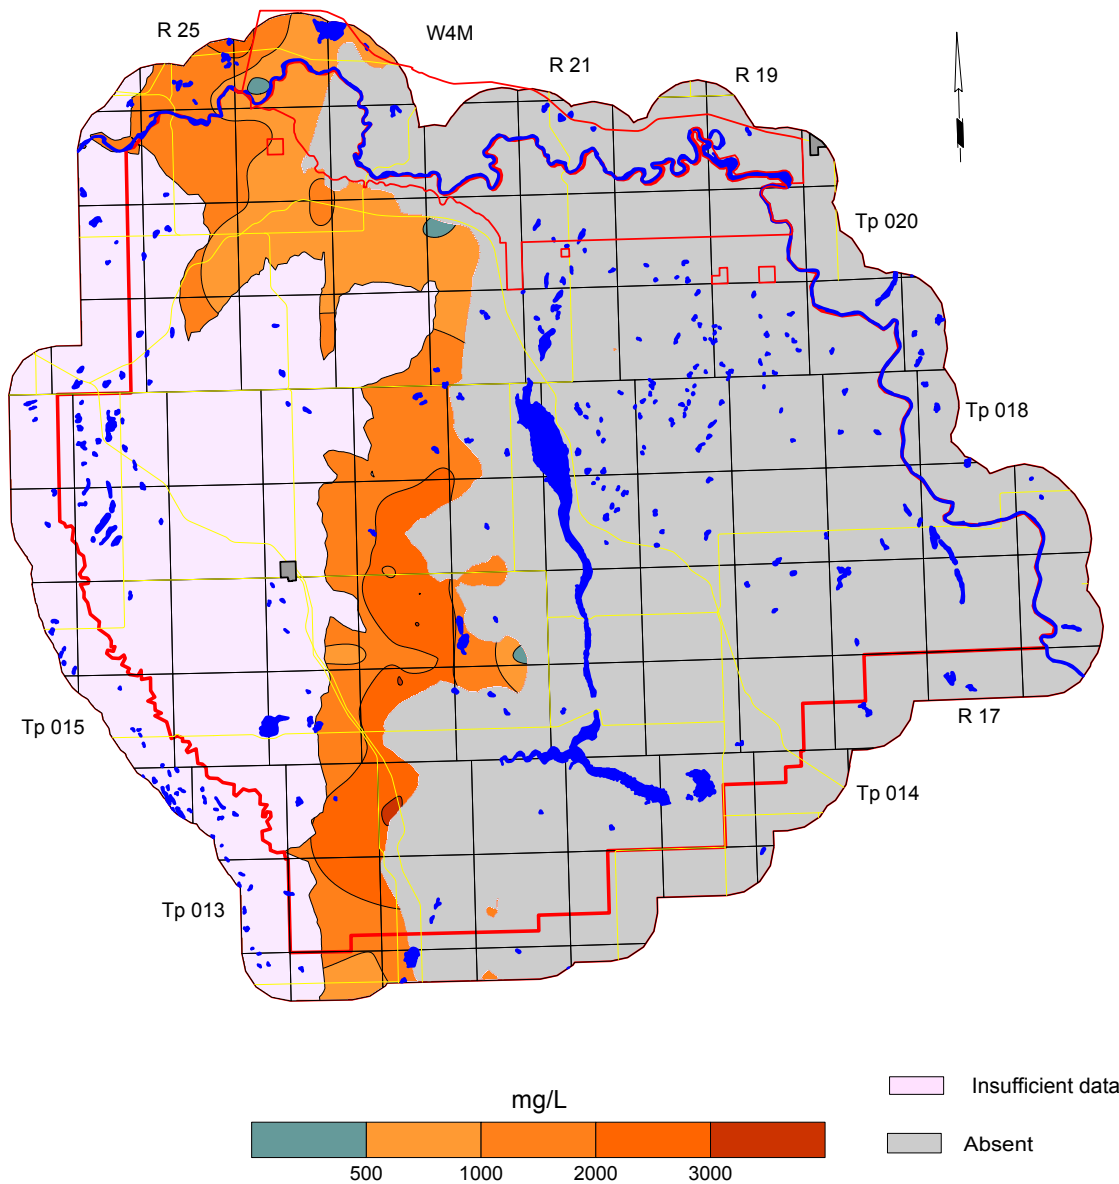 R 25
W4M
R 21
R 19
Tp 020
Tp 018
Tp 015
R 17
Tp 014
Tp 013
mg/L
500
1000
2000
3000
Insufficient data
Absent